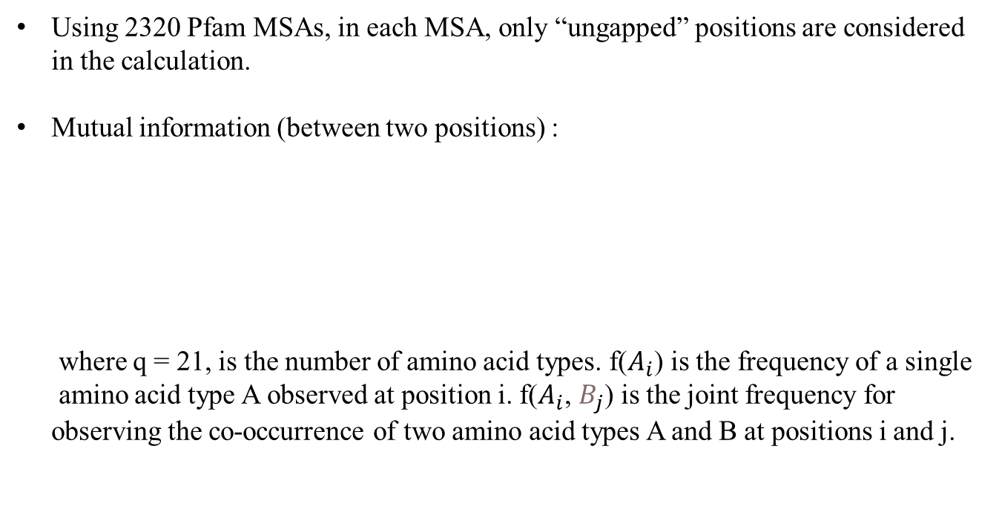 • Using 2320 Pfam MSAs, in each MSA, only “ungapped” positions are considered
in the calculation.
• Mutual information (between two positions) :
where q = 21, is the number of amino acid types. f(𝐴ᵢ) is the frequency of a single
amino acid type A observed at position i. f(𝐴ᵢ, 𝐵ⱼ) is the joint frequency for
observing the co-occurrence of two amino acid types A and B at positions i and j.